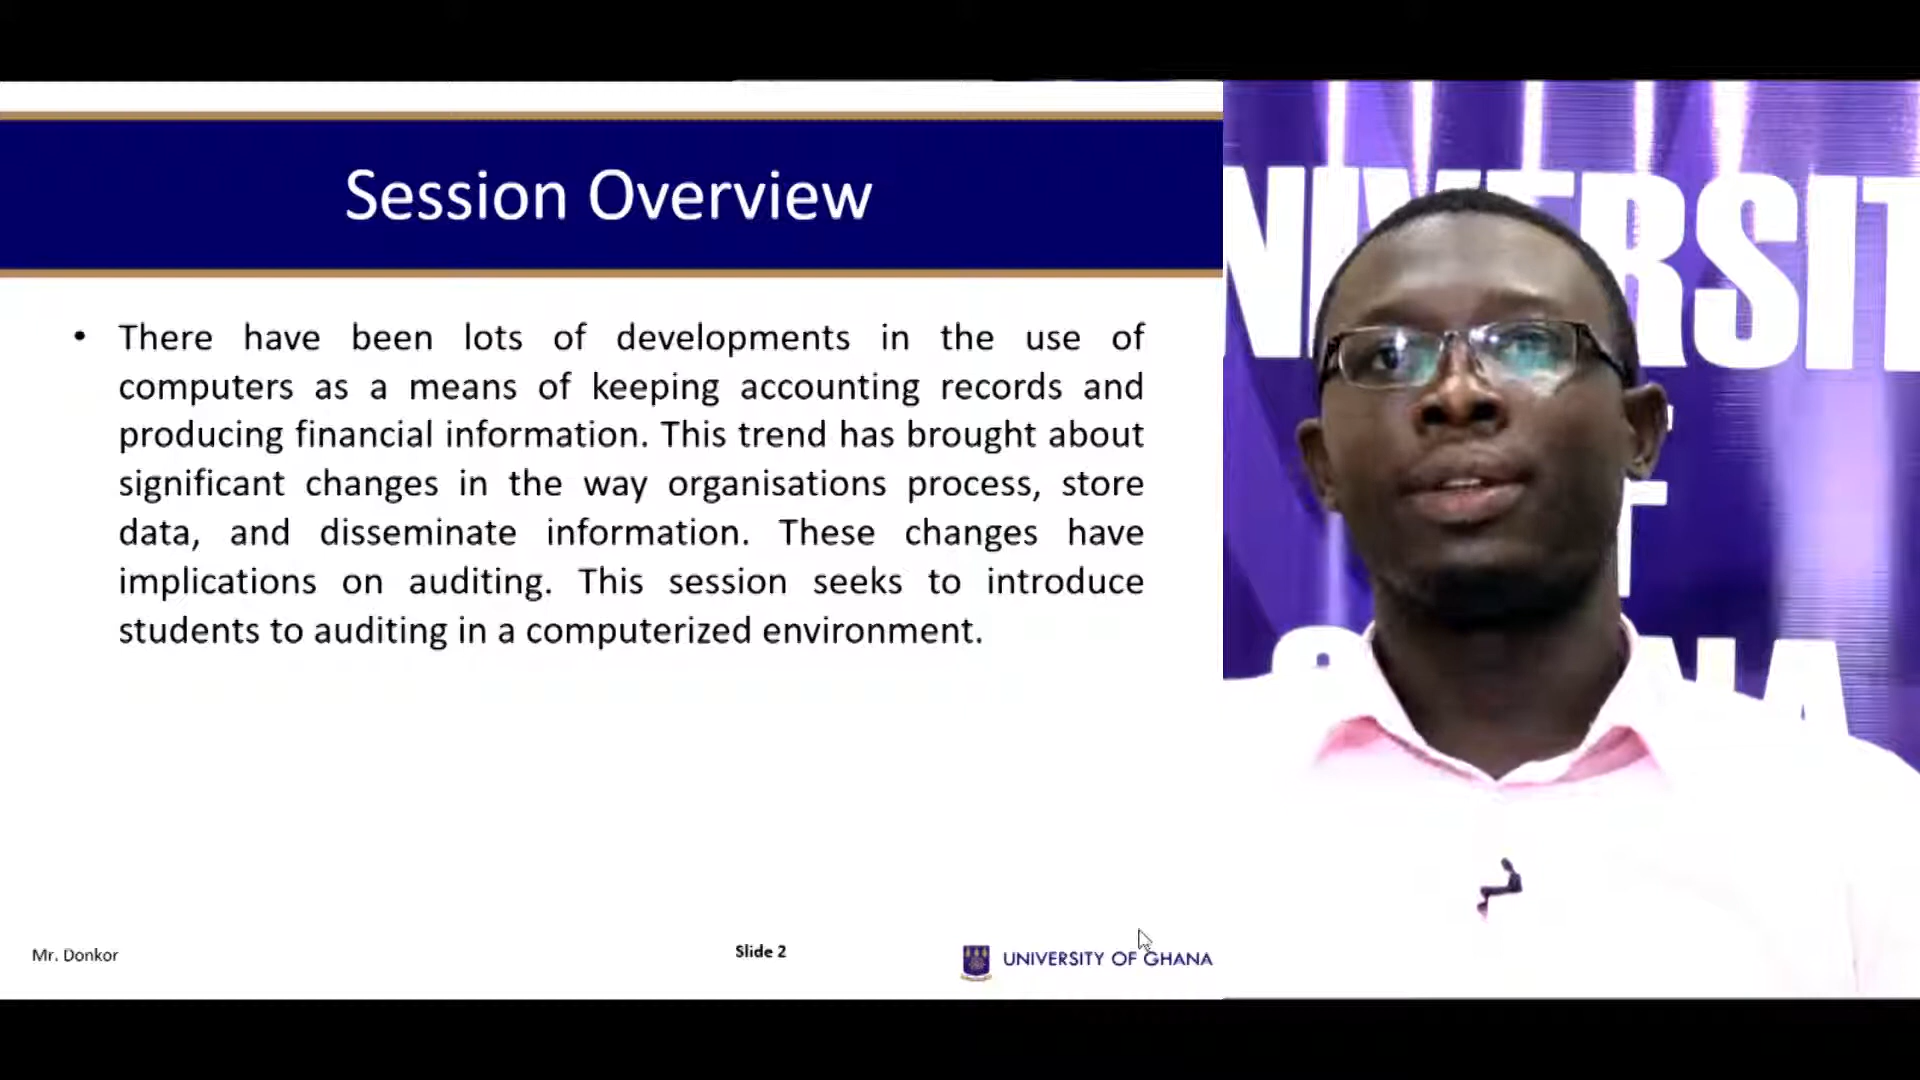 Session Overview
• There have been lots of developments in the use of
computers as a means of keeping accounting records and
producing financial information. This trend has brought about
significant changes in the way organisations process, store
data, and disseminate information. These changes have
implications on auditing. This session seeks to introduce
students to auditing in a computerized environment.
Mr. Donkor
Slide 2
UNIVERSITY OF GHANA
NIVERSIT